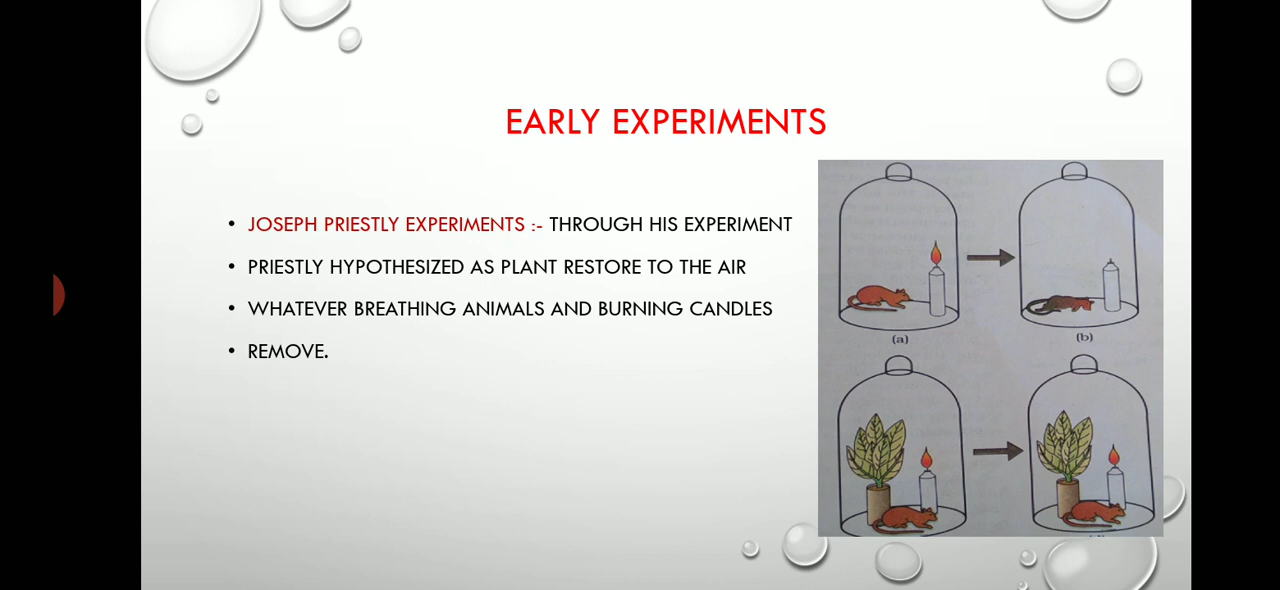 EARLY EXPERIMENTS
• JOSEPH PRIESTLY EXPERIMENTS :- THROUGH HIS EXPERIMENT
• PRIESTLY HYPOTHESIZED AS PLANT RESTORE TO THE AIR
• WHATEVER BREATHING ANIMALS AND BURNING CANDLES
• REMOVE.
(a)
(b)